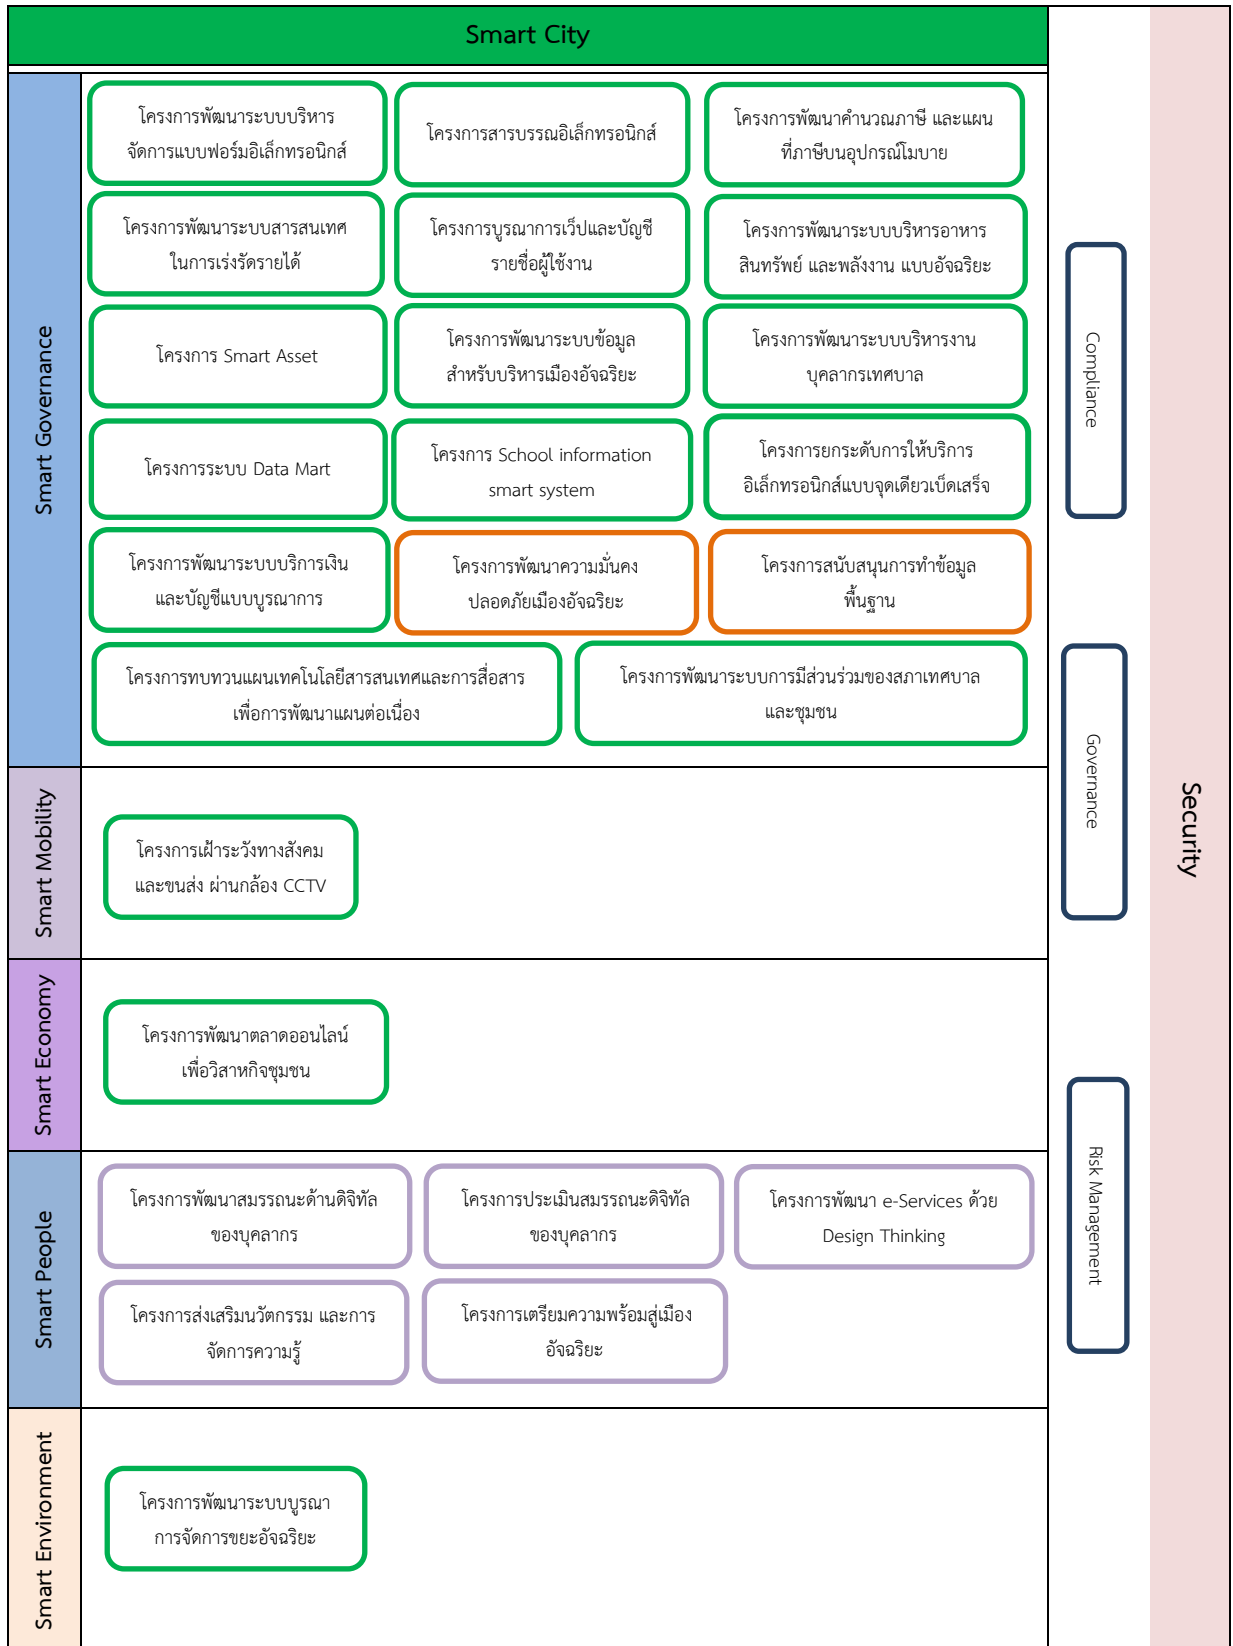 Smart City
Smart Governance
โครงการพัฒนาระบบบริหาร
จัดการแบบฟอร์มอิเล็กทรอนิกส์
โครงการสารบรรณอิเล็กทรอนิกส์
โครงการพัฒนาคำนวณภาษี และแผน
ที่ภาษีบนอุปกรณ์โมบาย
โครงการพัฒนาระบบสารสนเทศ
ในการเร่งรัดรายได้
โครงการบูรณาการเว็ปและบัญชี
รายชื่อผู้ใช้งาน
โครงการพัฒนาระบบบริหารอาหาร
สินทรัพย์ และพลังงาน แบบอัจฉริยะ
โครงการ Smart Asset
โครงการพัฒนาระบบข้อมูล
สำหรับบริหารเมืองอัจฉริยะ
โครงการพัฒนาระบบบริหารงาน
บุคลากรเทศบาล
โครงการระบบ Data Mart
โครงการ School information
smart system
โครงการยกระดับการให้บริการ
อิเล็กทรอนิกส์แบบจุดเดียวเบ็ดเสร็จ
โครงการพัฒนาระบบบริการเงิน
และบัญชีแบบบูรณาการ
โครงการพัฒนาความมั่นคง
ปลอดภัยเมืองอัจฉริยะ
โครงการสนับสนุนการทำข้อมูล
พื้นฐาน
โครงการทบทวนแผนเทคโนโลยีสารสนเทศและการสื่อสาร
เพื่อการพัฒนาแผนต่อเนื่อง
โครงการพัฒนาระบบการมีส่วนร่วมของสภาเทศบาล
และชุมชน
Smart Mobility
โครงการเฝ้าระวังทางสังคม
และขนส่ง ผ่านกล้อง CCTV
Smart Economy
โครงการพัฒนาตลาดออนไลน์
เพื่อวิสาหกิจชุมชน
Smart People
โครงการพัฒนาสมรรถนะด้านดิจิทัล
ของบุคลากร
โครงการประเมินสมรรถนะดิจิทัล
ของบุคลากร
โครงการพัฒนา e-Services ด้วย
Design Thinking
โครงการส่งเสริมนวัตกรรม และการ
จัดการความรู้
โครงการเตรียมความพร้อมสู่เมือง
อัจฉริยะ
Smart Environment
โครงการพัฒนาระบบบูรณา
การจัดการขยะอัจฉริยะ
Compliance
Governance
Risk Management
Security